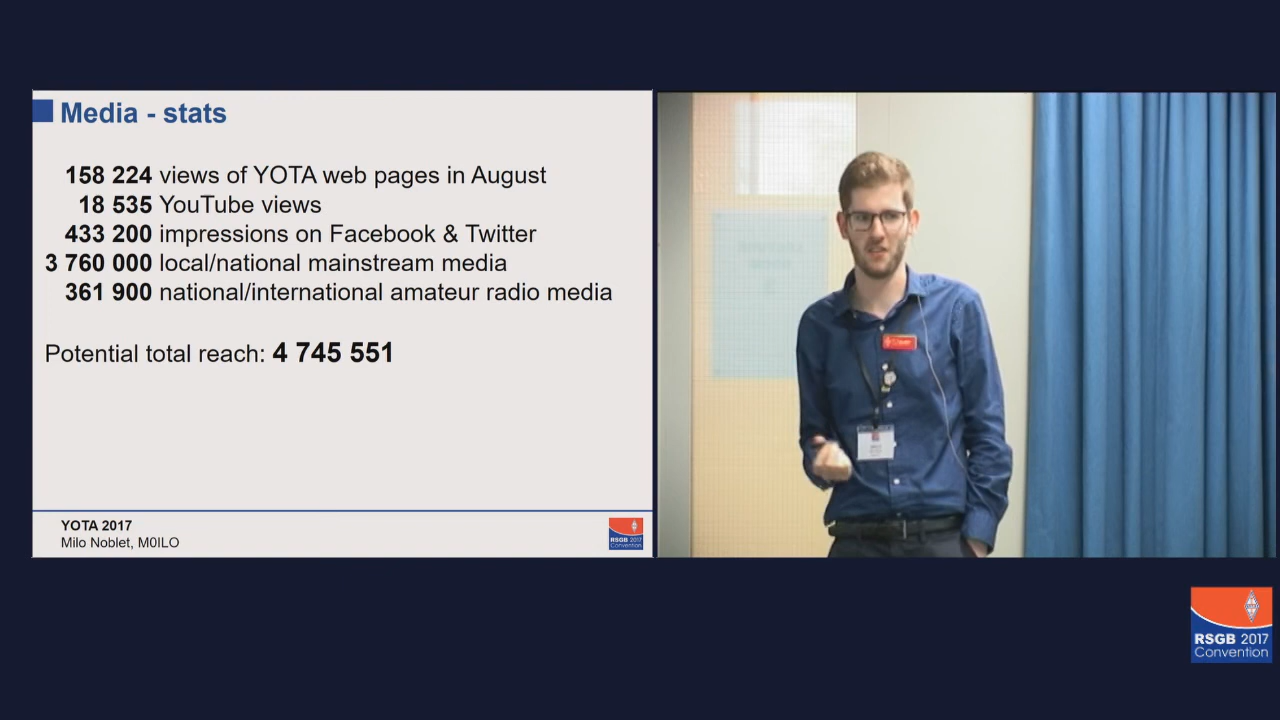 Media - stats
158 224 views of YOTA web pages in August
18 535 YouTube views
433 200 impressions on Facebook & Twitter
3 760 000 local/national mainstream media
361 900 national/international amateur radio media
Potential total reach: 4 745 551
YOTA 2017
Milo Noblet, M0ILO
RSGB 2017
Convention
RSGB 2017
Convention